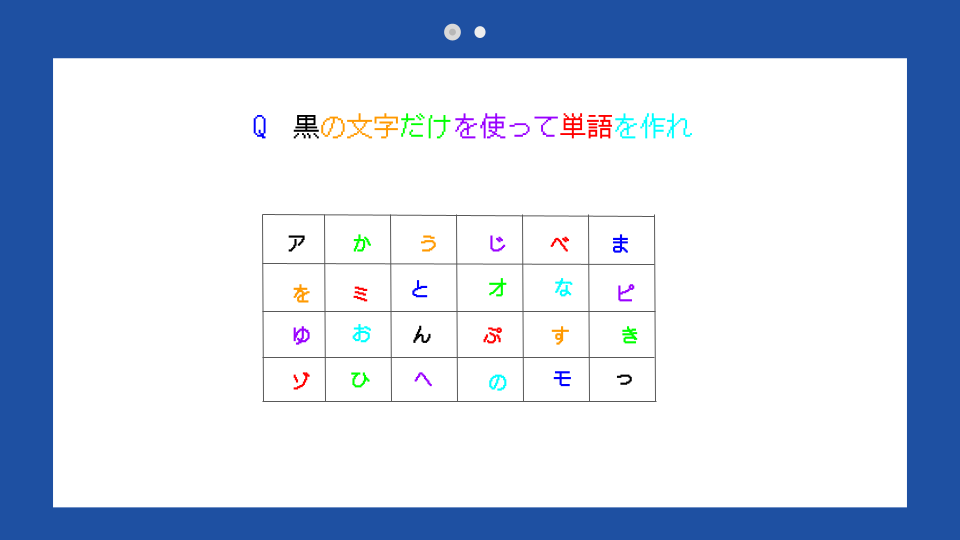 Q 黒の文字だけを使って単語を作れ
ア か う じ べ ま
を ミ と オ な ピ
ゆ お ん ぷ す き
ソ ひ へ の モ っ